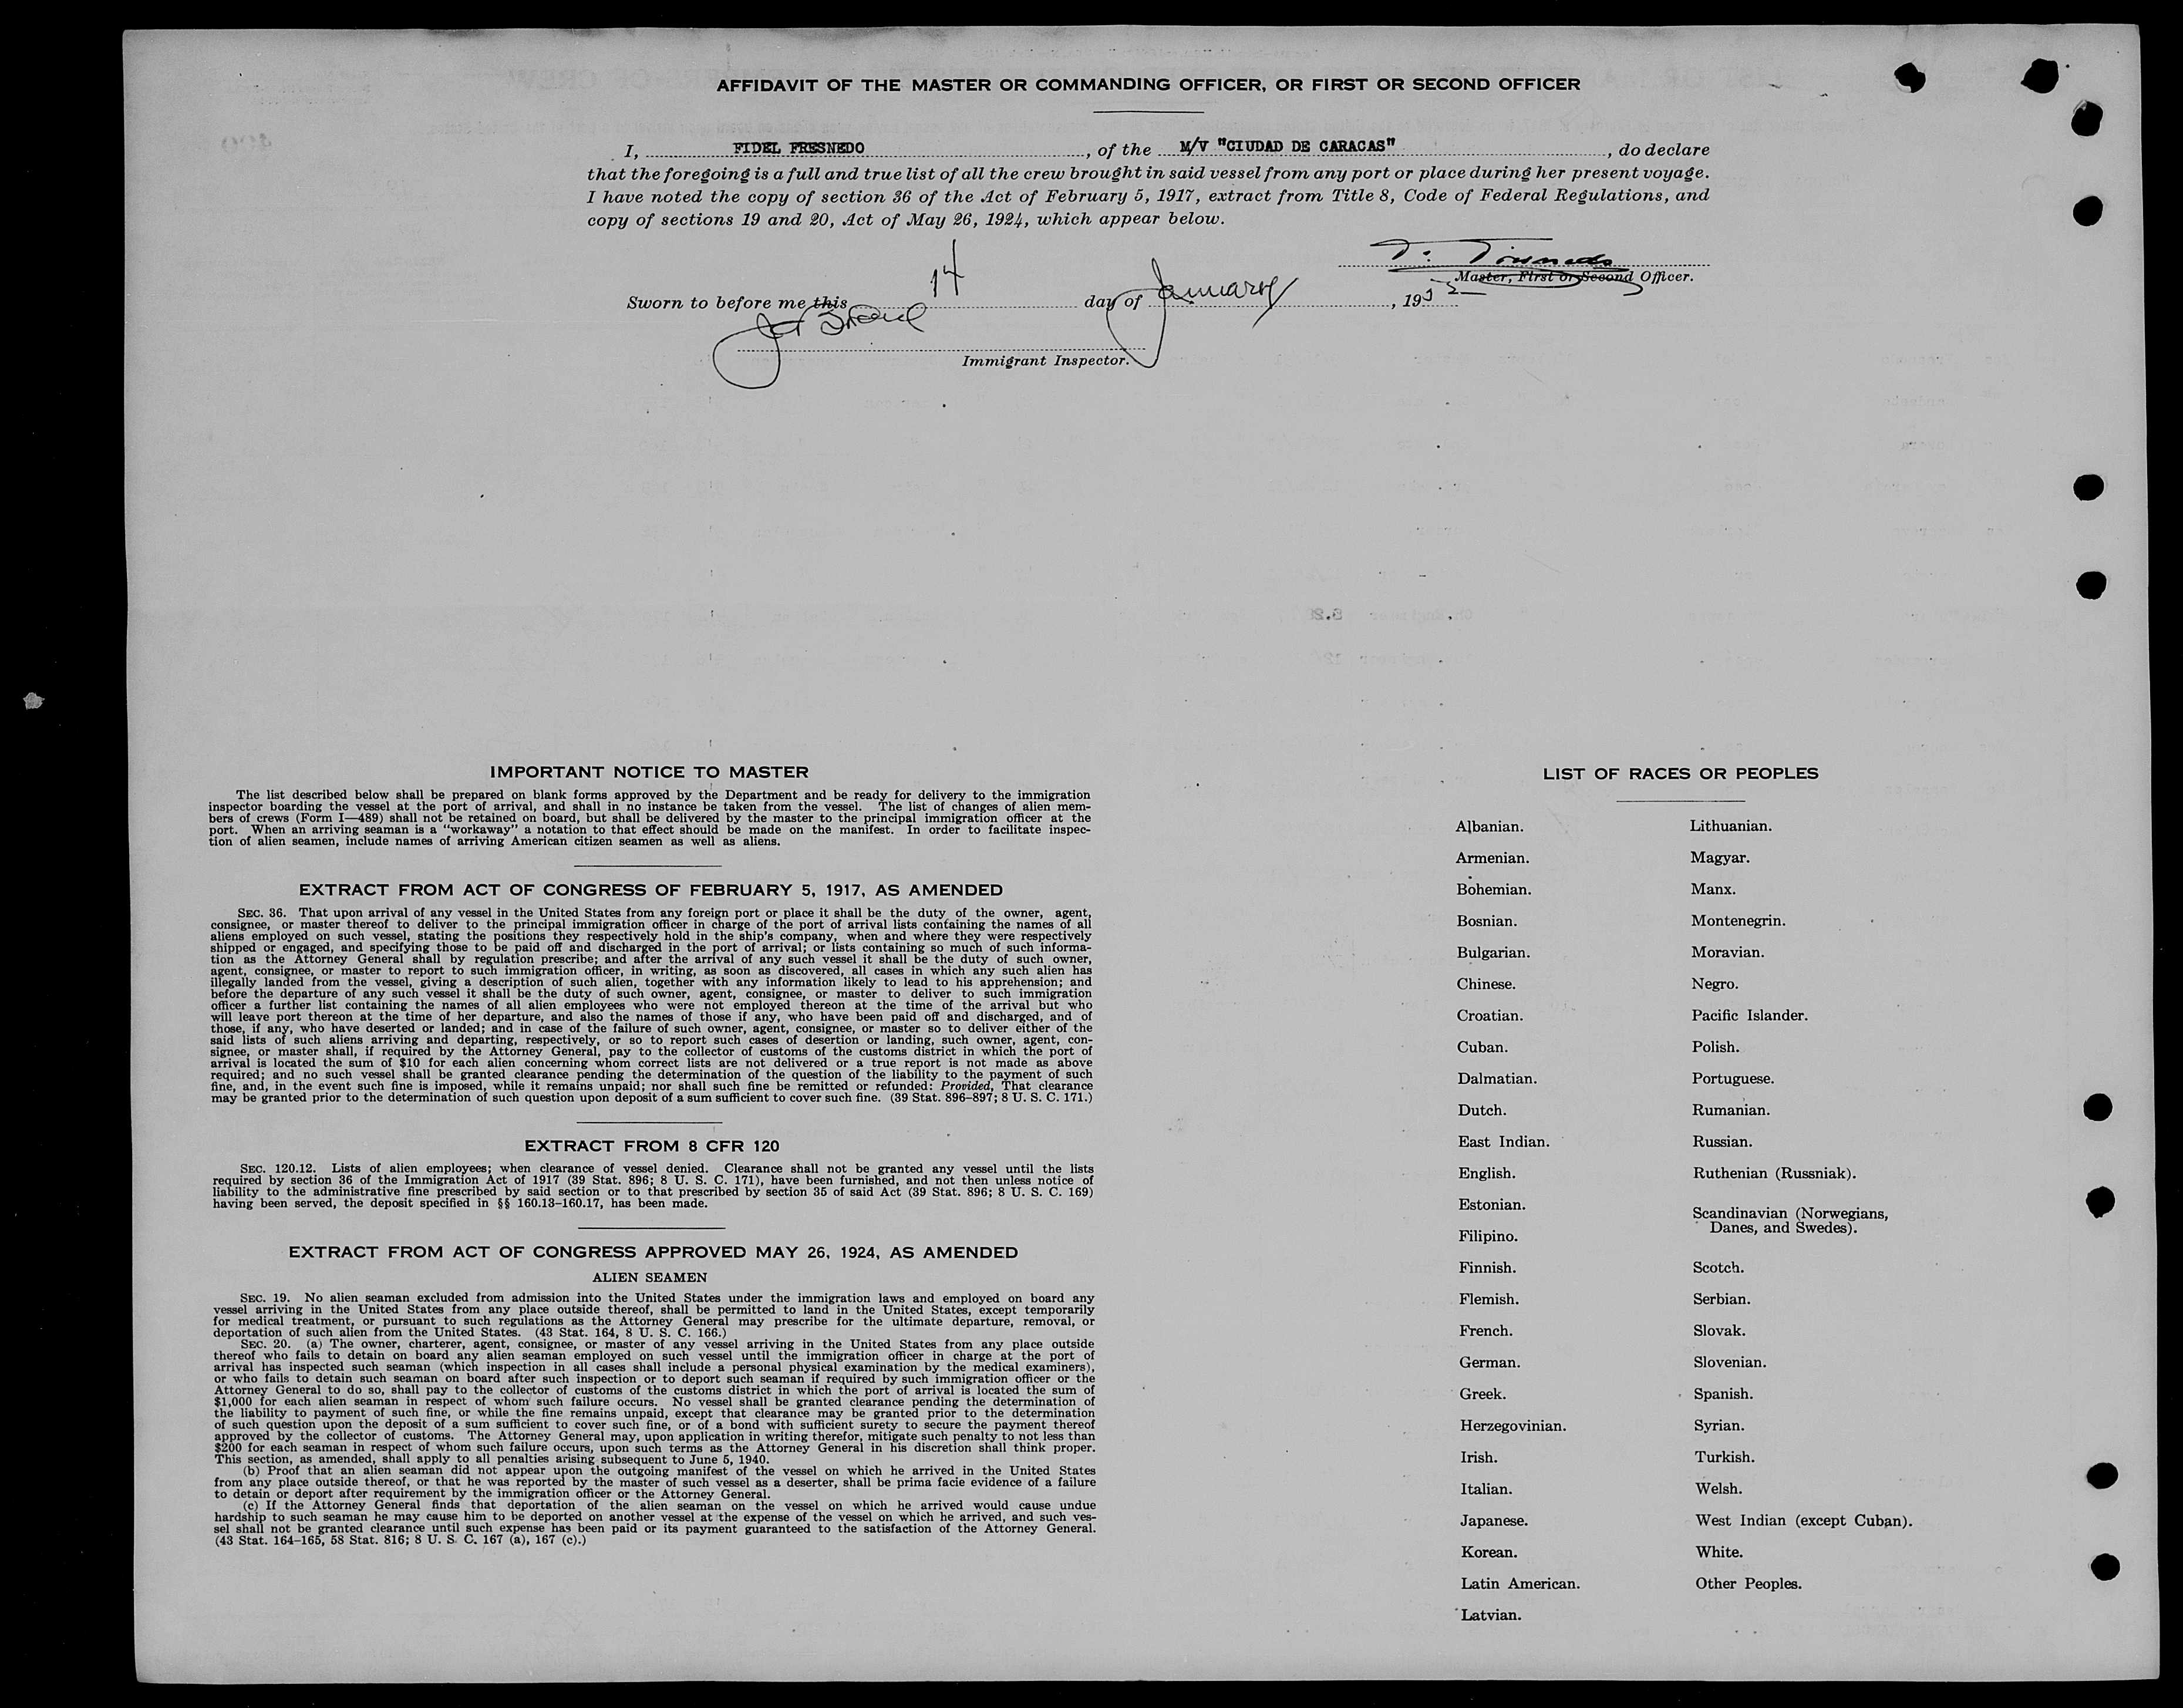 AFFIDAVIT OF THE MASTER OR COMMANDING OFFICER, OR FIRST OR SECOND OFFICER
I, FIDEL FRESNEDO, of the M/V "CIUDAD DE CARACAS", do declare
that the foregoing is a full and true list of all the crew brought in said vessel from any port or place during her present voyage.
I have noted the copy of section 36 of the Act of February 5, 1917, extract from Title 8, Code of Federal Regulations, and
copy of sections 19 and 20, Act of May 26, 1924, which appear below.
Master, First or Second Officer.
Sworn to before me this 14 day of January, 1952
Immigrant Inspector.
IMPORTANT NOTICE TO MASTER
The list described below shall be prepared on blank forms approved by the Department and be ready for delivery to the immigration
inspector boarding the vessel at the port of arrival, and shall in no instance be taken from the vessel. The list of changes of alien mem-
bers of crews (Form I—489) shall not be retained on board, but shall be delivered by the master to the principal immigration officer at the
port. When an arriving seaman is a "workaway" a notation to that effect should be made on the manifest. In order to facilitate inspec-
tion of alien seamen, include names of arriving American citizen seamen as well as aliens.
EXTRACT FROM ACT OF CONGRESS OF FEBRUARY 5, 1917, AS AMENDED
SEC. 36. That upon arrival of any vessel in the United States from any foreign port or place it shall be the duty of the owner, agent,
consignee, or master thereof to deliver to the principal immigration officer in charge of the port of arrival lists containing the names of all
aliens employed on such vessel, stating the positions they respectively hold in the ship's company, when and where they were respectively
shipped or engaged, and specifying those to be paid off and discharged in the port of arrival; or lists containing so much of such informa-
tion as the Attorney General shall by regulation prescribe; and after the arrival of any such vessel it shall be the duty of such owner,
agent, consignee, or master to report to such immigration officer, in writing, as soon as discovered, all cases in which any such alien has
illegally landed from the vessel, giving a description of such alien, together with any information likely to lead to his apprehension; and
before the departure of any such vessel it shall be the duty of such owner, agent, consignee, or master to deliver to such immigration
officer a further list containing the names of all alien employees who were not employed thereon at the time of the arrival but who
will leave port thereon at the time of her departure, and also the names of those if any, who have been paid off and discharged, and of
those, if any, who have deserted or landed; and in case of the failure of such owner, agent, consignee, or master so to deliver either of the
said lists of such aliens arriving and departing, respectively, or so to report such cases of desertion or landing, such owner, agent, con-
signee, or master shall, if required by the Attorney General, pay to the collector of customs of the customs district in which the port of
arrival is located the sum of $10 for each alien concerning whom correct lists are not delivered or a true report is not made as above
required; and no such vessel shall be granted clearance pending the determination of the question of the liability to the payment of such
fine, and, in the event such fine is imposed, while it remains unpaid; nor shall such fine be remitted or refunded: Provided, That clearance
may be granted prior to the determination of such question upon deposit of a sum sufficient to cover such fine. (39 Stat. 896–897; 8 U. S. C. 171.)
EXTRACT FROM 8 CFR 120
SEC. 120.12. Lists of alien employees; when clearance of vessel denied. Clearance shall not be granted any vessel until the lists
required by section 36 of the Immigration Act of 1917 (39 Stat. 896; 8 U. S. C. 171), have been furnished, and not then unless notice of
liability to the administrative fine prescribed by said section or to that prescribed by section 35 of said Act (39 Stat. 896; 8 U. S. C. 169)
having been served, the deposit specified in §§ 160.13–160.17, has been made.
EXTRACT FROM ACT OF CONGRESS APPROVED MAY 26, 1924, AS AMENDED
ALIEN SEAMEN
SEC. 19. No alien seaman excluded from admission into the United States under the immigration laws and employed on board any
vessel arriving in the United States from any place outside thereof, shall be permitted to land in the United States, except temporarily
for medical treatment, or pursuant to such regulations as the Attorney General may prescribe for the ultimate departure, removal, or
deportation of such alien from the United States. (43 Stat. 164, 8 U. S. C. 166.)
SEC. 20. (a) The owner, charterer, agent, consignee, or master of any vessel arriving in the United States from any place outside
thereof who fails to detain on board any alien seaman employed on such vessel until the immigration officer in charge at the port of
arrival has inspected such seaman (which inspection in all cases shall include a personal physical examination by the medical examiners),
or who fails to detain such seaman on board after such inspection or to deport such seaman if required by such immigration officer or the
Attorney General to do so, shall pay to the collector of customs of the customs district in which the port of arrival is located the sum of
$1,000 for each alien seaman in respect of whom such failure occurs. No vessel shall be granted clearance pending the determination of
the liability to payment of such fine, or while the fine remains unpaid, except that clearance may be granted prior to the determination
of such question upon the deposit of a sum sufficient to cover such fine, or of a bond with sufficient surety to secure the payment thereof
approved by the collector of customs. The Attorney General may, upon application in writing therefor, mitigate such penalty to not less than
$200 for each seaman in respect of whom such failure occurs, upon such terms as the Attorney General in his discretion shall think proper.
This section, as amended, shall apply to all penalties arising subsequent to June 5, 1940.
(b) Proof that an alien seaman did not appear upon the outgoing manifest of the vessel on which he arrived in the United States
from any place outside thereof, or that he was reported by the master of such vessel as a deserter, shall be prima facie evidence of a failure
to detain or deport after requirement by the immigration officer or the Attorney General.
(c) If the Attorney General finds that deportation of the alien seaman on the vessel on which he arrived would cause undue
hardship to such seaman he may cause him to be deported on another vessel at the expense of the vessel on which he arrived, and such ves-
sel shall not be granted clearance until such expense has been paid or its payment guaranteed to the satisfaction of the Attorney General.
(43 Stat. 164–165, 58 Stat. 816; 8 U. S. C. 167 (a), 167 (c).)
LIST OF RACES OR PEOPLES
Albanian.
Armenian.
Bohemian.
Bosnian.
Bulgarian.
Chinese.
Croatian.
Cuban.
Dalmatian.
Dutch.
East Indian.
English.
Estonian.
Filipino.
Finnish.
Flemish.
French.
German.
Greek.
Herzegovinian.
Irish.
Italian.
Japanese.
Korean.
Latin American.
Latvian.
Lithuanian.
Magyar.
Manx.
Montenegrin.
Moravian.
Negro.
Pacific Islander.
Polish.
Portuguese.
Rumanian.
Russian.
Ruthenian (Russniak).
Scandinavian (Norwegians,
Danes, and Swedes).
Scotch.
Serbian.
Slovak.
Slovenian.
Spanish.
Syrian.
Turkish.
Welsh.
West Indian (except Cuban).
White.
Other Peoples.